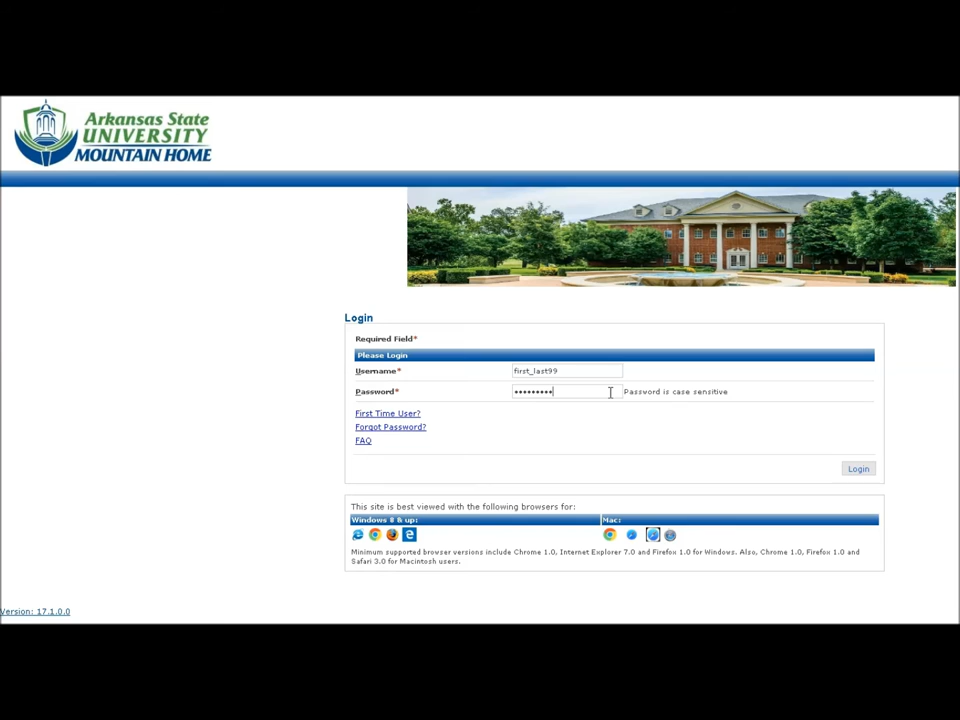 Arkansas State
UNIVERSITY
MOUNTAIN HOME
Login
Required Field*
Please Login
Username* first_last99
Password* ••••••••• Password is case sensitive
First Time User?
Forgot Password?
FAQ
Login
This site is best viewed with the following browsers for:
Windows 8 & up: Mac:
Minimum supported browser versions include Chrome 1.0, Internet Explorer 7.0 and Firefox 1.0 for Windows. Also, Chrome 1.0, Firefox 1.0 and
Safari 3.0 for Macintosh users.
Version: 17.1.0.0